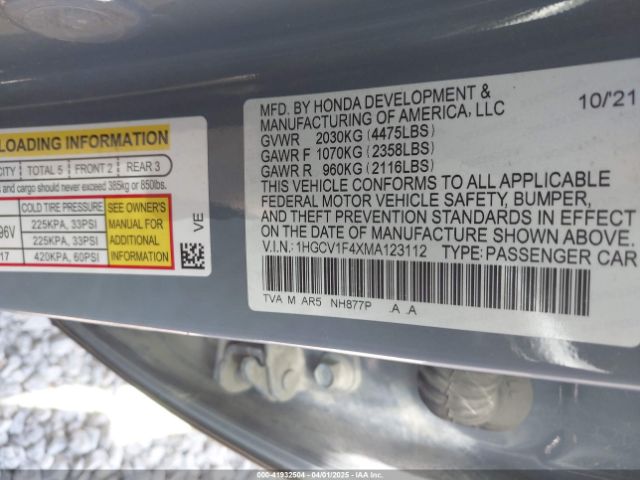 LOADING INFORMATION
CITY TOTAL 5 FRONT 2 REAR 3
s and cargo should never exceed 385kg or 850lbs.
COLD TIRE PRESSURE
SEE OWNER'S
MANUAL FOR
ADDITIONAL
INFORMATION
96V 225KPA, 33PSI
225KPA, 33PSI
17 420KPA, 60PSI
VE
MFD. BY HONDA DEVELOPMENT & 10/'21
MANUFACTURING OF AMERICA, LLC
GVWR 2030KG (4475LBS)
GAWR F 1070KG (2358LBS)
GAWR R 960KG (2116LBS)
THIS VEHICLE CONFORMS TO ALL APPLICABLE
FEDERAL MOTOR VEHICLE SAFETY, BUMPER,
AND THEFT PREVENTION STANDARDS IN EFFECT
ON THE DATE OF MANUFACTURE SHOWN ABOVE.
V.I.N.: 1HGCV1F4XMA123112 TYPE: PASSENGER CAR
TVA M AR5 NH877P .A .A
000-41932504 - 04/01/2025 - IAAI.COM